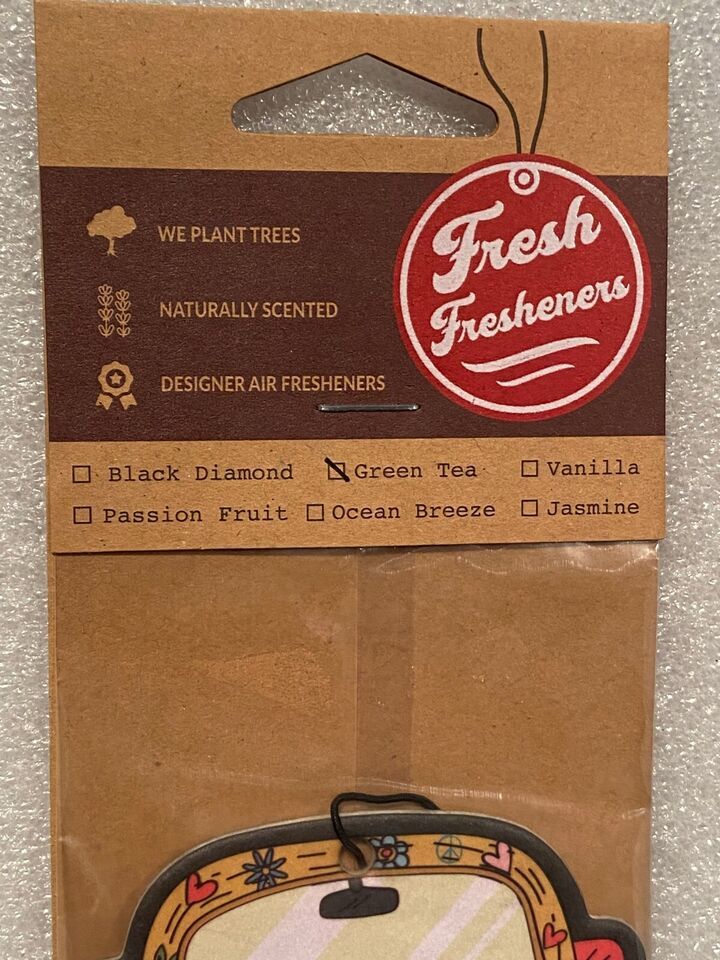 WE PLANT TREES
NATURALLY SCENTED
DESIGNER AIR FRESHENERS
Fresh
Fresheners
Black Diamond Green Tea Vanilla
Passion Fruit Ocean Breeze Jasmine